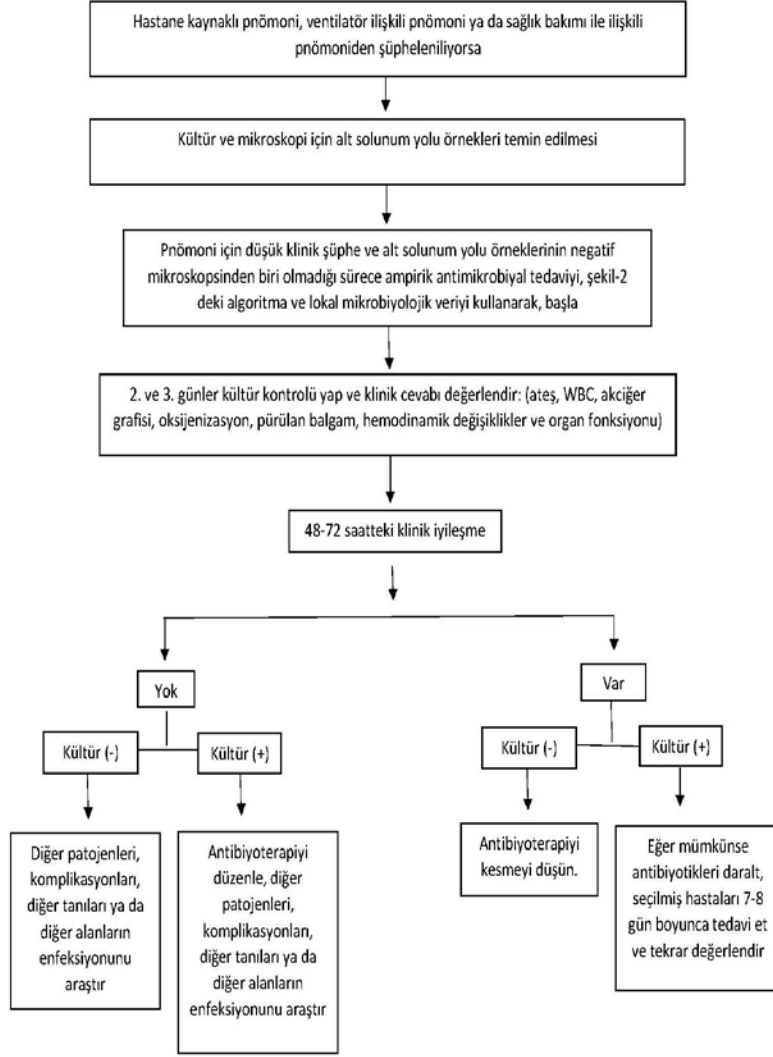 Hastane kaynaklı pnömoni, ventilatör ilişkili pnömoni ya da sağlık bakımı ile ilişkili
pnömoniden şüpheleniliyorsa
Kültür ve mikroskopi için alt solunum yolu örnekleri temin edilmesi
Pnömoni için düşük klinik şüphe ve alt solunum yolu örneklerinin negatif
mikroskopsinden biri olmadığı sürece ampirik antimikrobiyal tedaviyi, şekil-2
deki algoritma ve lokal mikrobiyolojik veriyi kullanarak, başla
2. ve 3. günler kültür kontrolü yap ve klinik cevabı değerlendir: (ateş, WBC, akciğer
grafisi, oksijenizasyon, pürülan balgam, hemodinamik değişiklikler ve organ fonksiyonu)
48-72 saatteki klinik iyileşme
Yok
Kültür (-)
Kültür (+)
Diğer patojenleri,
komplikasyonları,
diğer tanıları ya da
diğer alanların
enfeksiyonunu
araştır
Antibiyoterapiyi
düzenle, diğer
patojenleri,
komplikasyonları,
diğer tanıları ya da
diğer alanların
enfeksiyonunu araştır
Var
Kültür (-)
Kültür (+)
Antibiyoterapiyi
kesmeyi düşün.
Eğer mümkünse
antibiyotikleri daralt,
seçilmiş hastaları 7-8
gün boyunca tedavi et
ve tekrar değerlendir